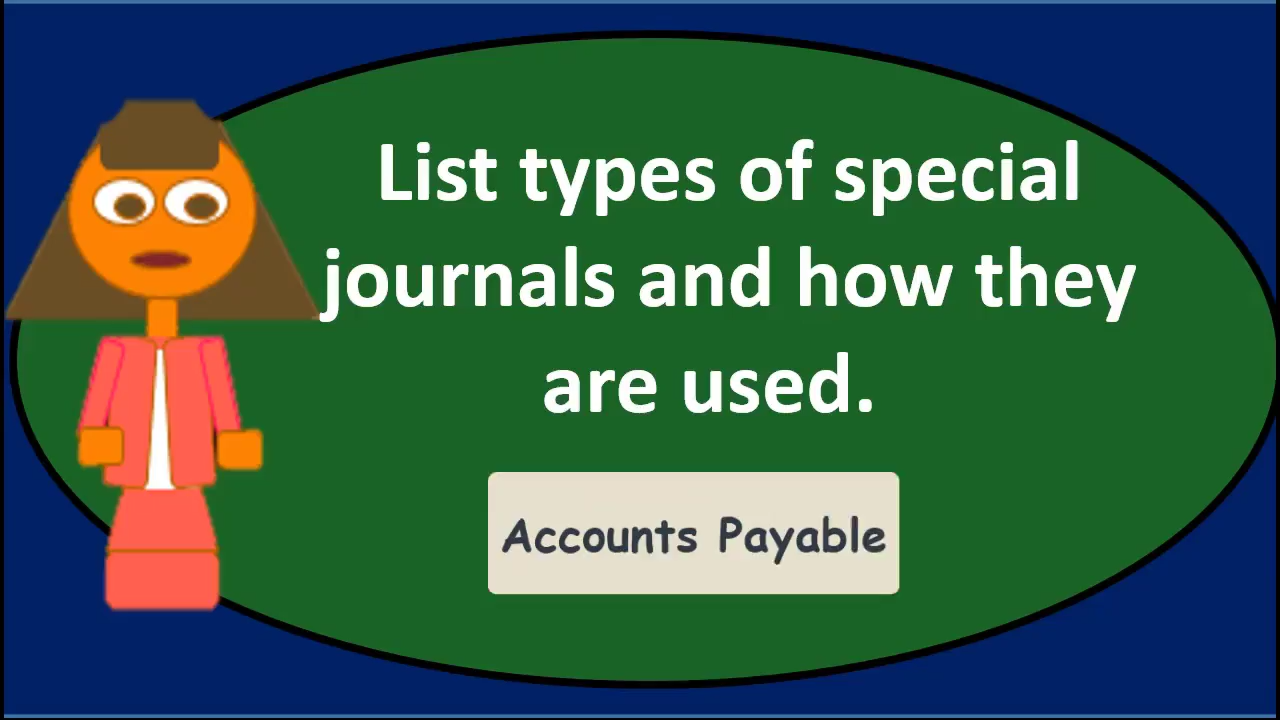 List types of special
journals and how they
are used.
Accounts Payable